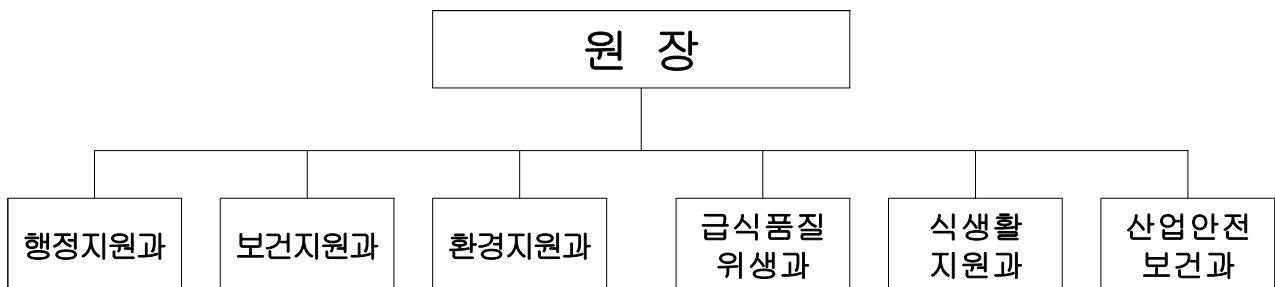 원 장
행정지원과
보건지원과
환경지원과
급식품질
위생과
식생활
지원과
산업안전
보건과